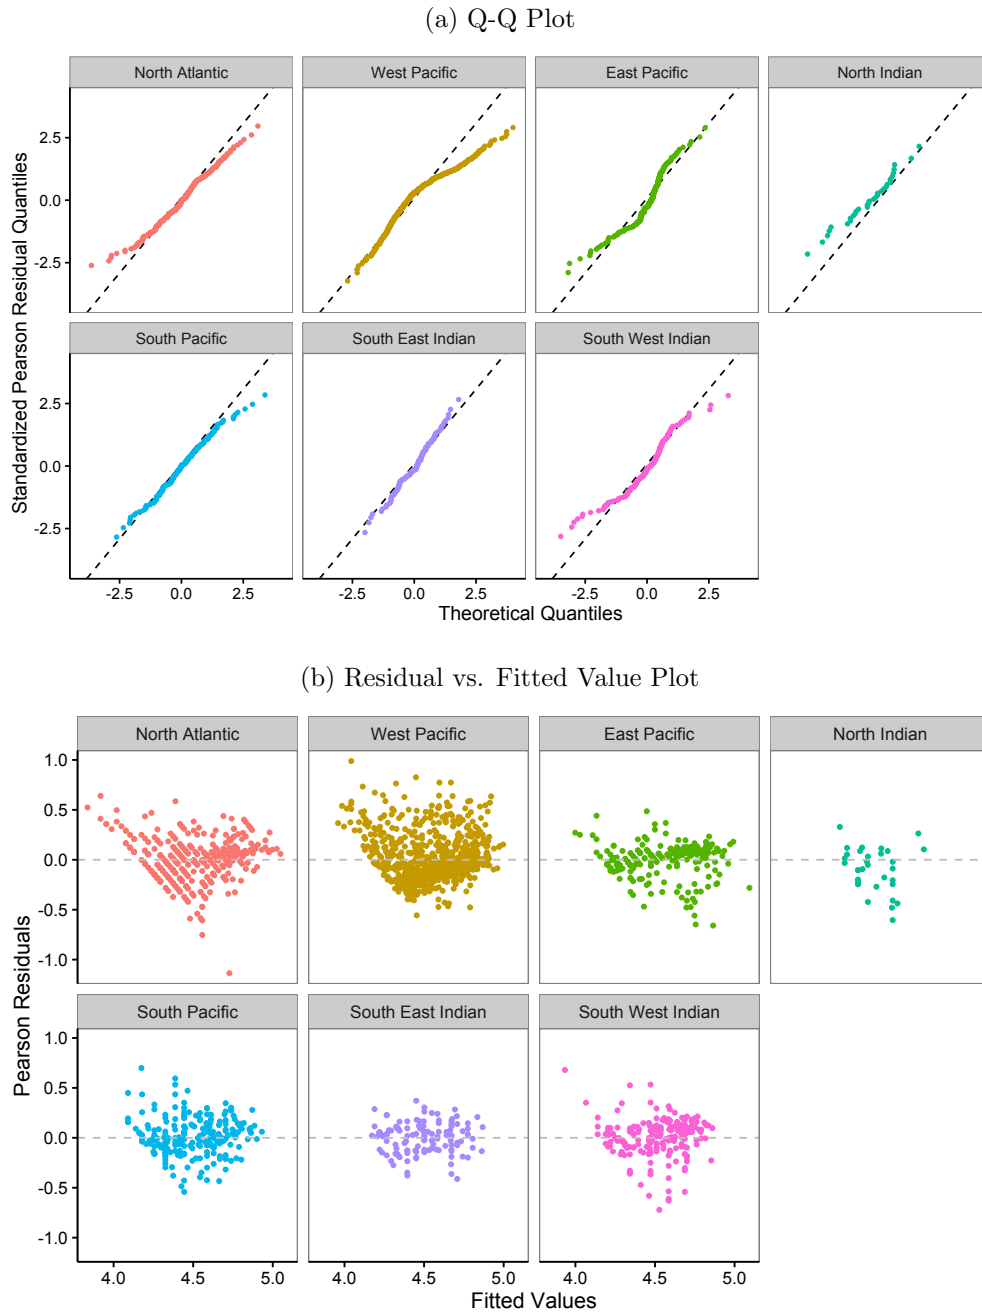 (a) Q-Q Plot
North Atlantic West Pacific East Pacific North Indian
2.5
0.0
-2.5
South Pacific South East Indian South West Indian
2.5
0.0
-2.5
Standardized Pearson Residual Quantiles
-2.5 0.0 2.5 -2.5 0.0 2.5 -2.5 0.0 2.5
Theoretical Quantiles
(b) Residual vs. Fitted Value Plot
North Atlantic West Pacific East Pacific North Indian
1.0
0.5
0.0
-0.5
-1.0
South Pacific South East Indian South West Indian
1.0
0.5
0.0
-0.5
-1.0
Pearson Residuals
4.0 4.5 5.0 4.0 4.5 5.0 4.0 4.5 5.0
Fitted Values